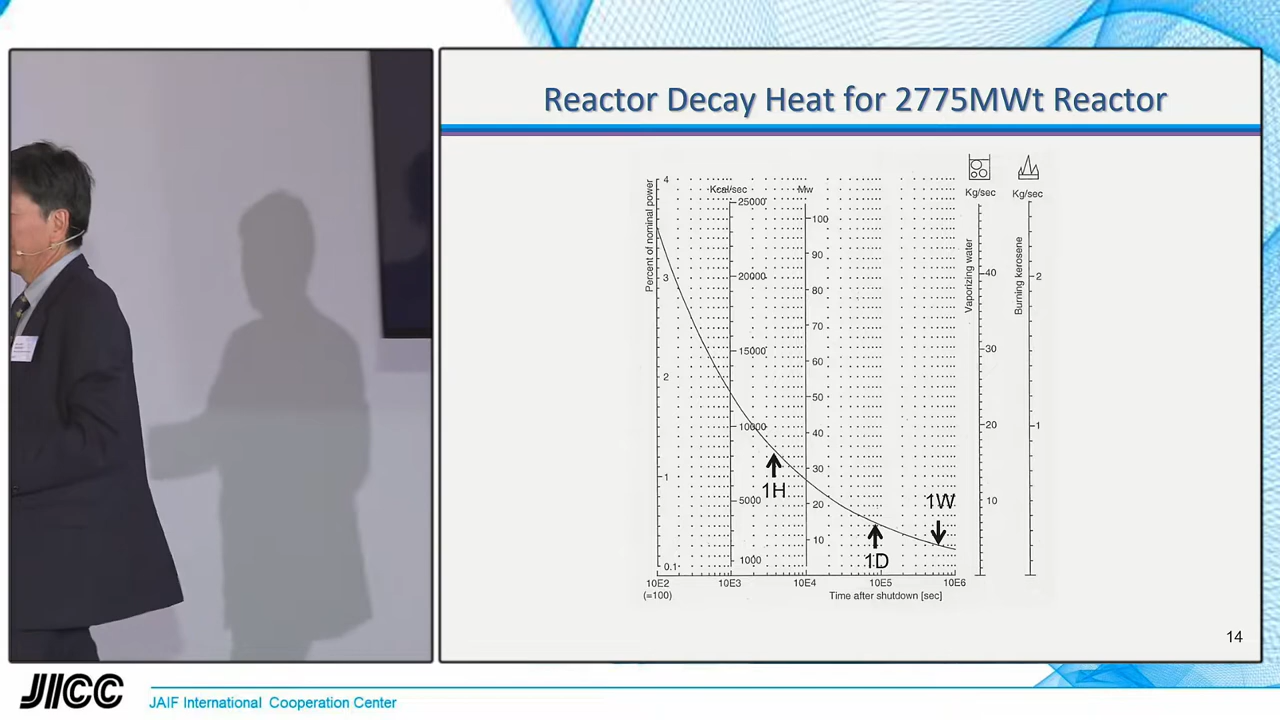 Reactor Decay Heat for 2775MWt Reactor
Percent of nominal power
4
3
2
1
0.1
Kcal/sec
25000
20000
15000
10000
5000
1000
Mw
100
90
80
70
60
50
40
30
20
10
Kg/sec
Vaporizing water
40
30
20
10
Kg/sec
Burning kerosene
2
1
1H
1D
1W
10E2
(=100)
10E3
10E4
10E5
10E6
Time after shutdown [sec]
14
JICC
JAIF International Cooperation Center